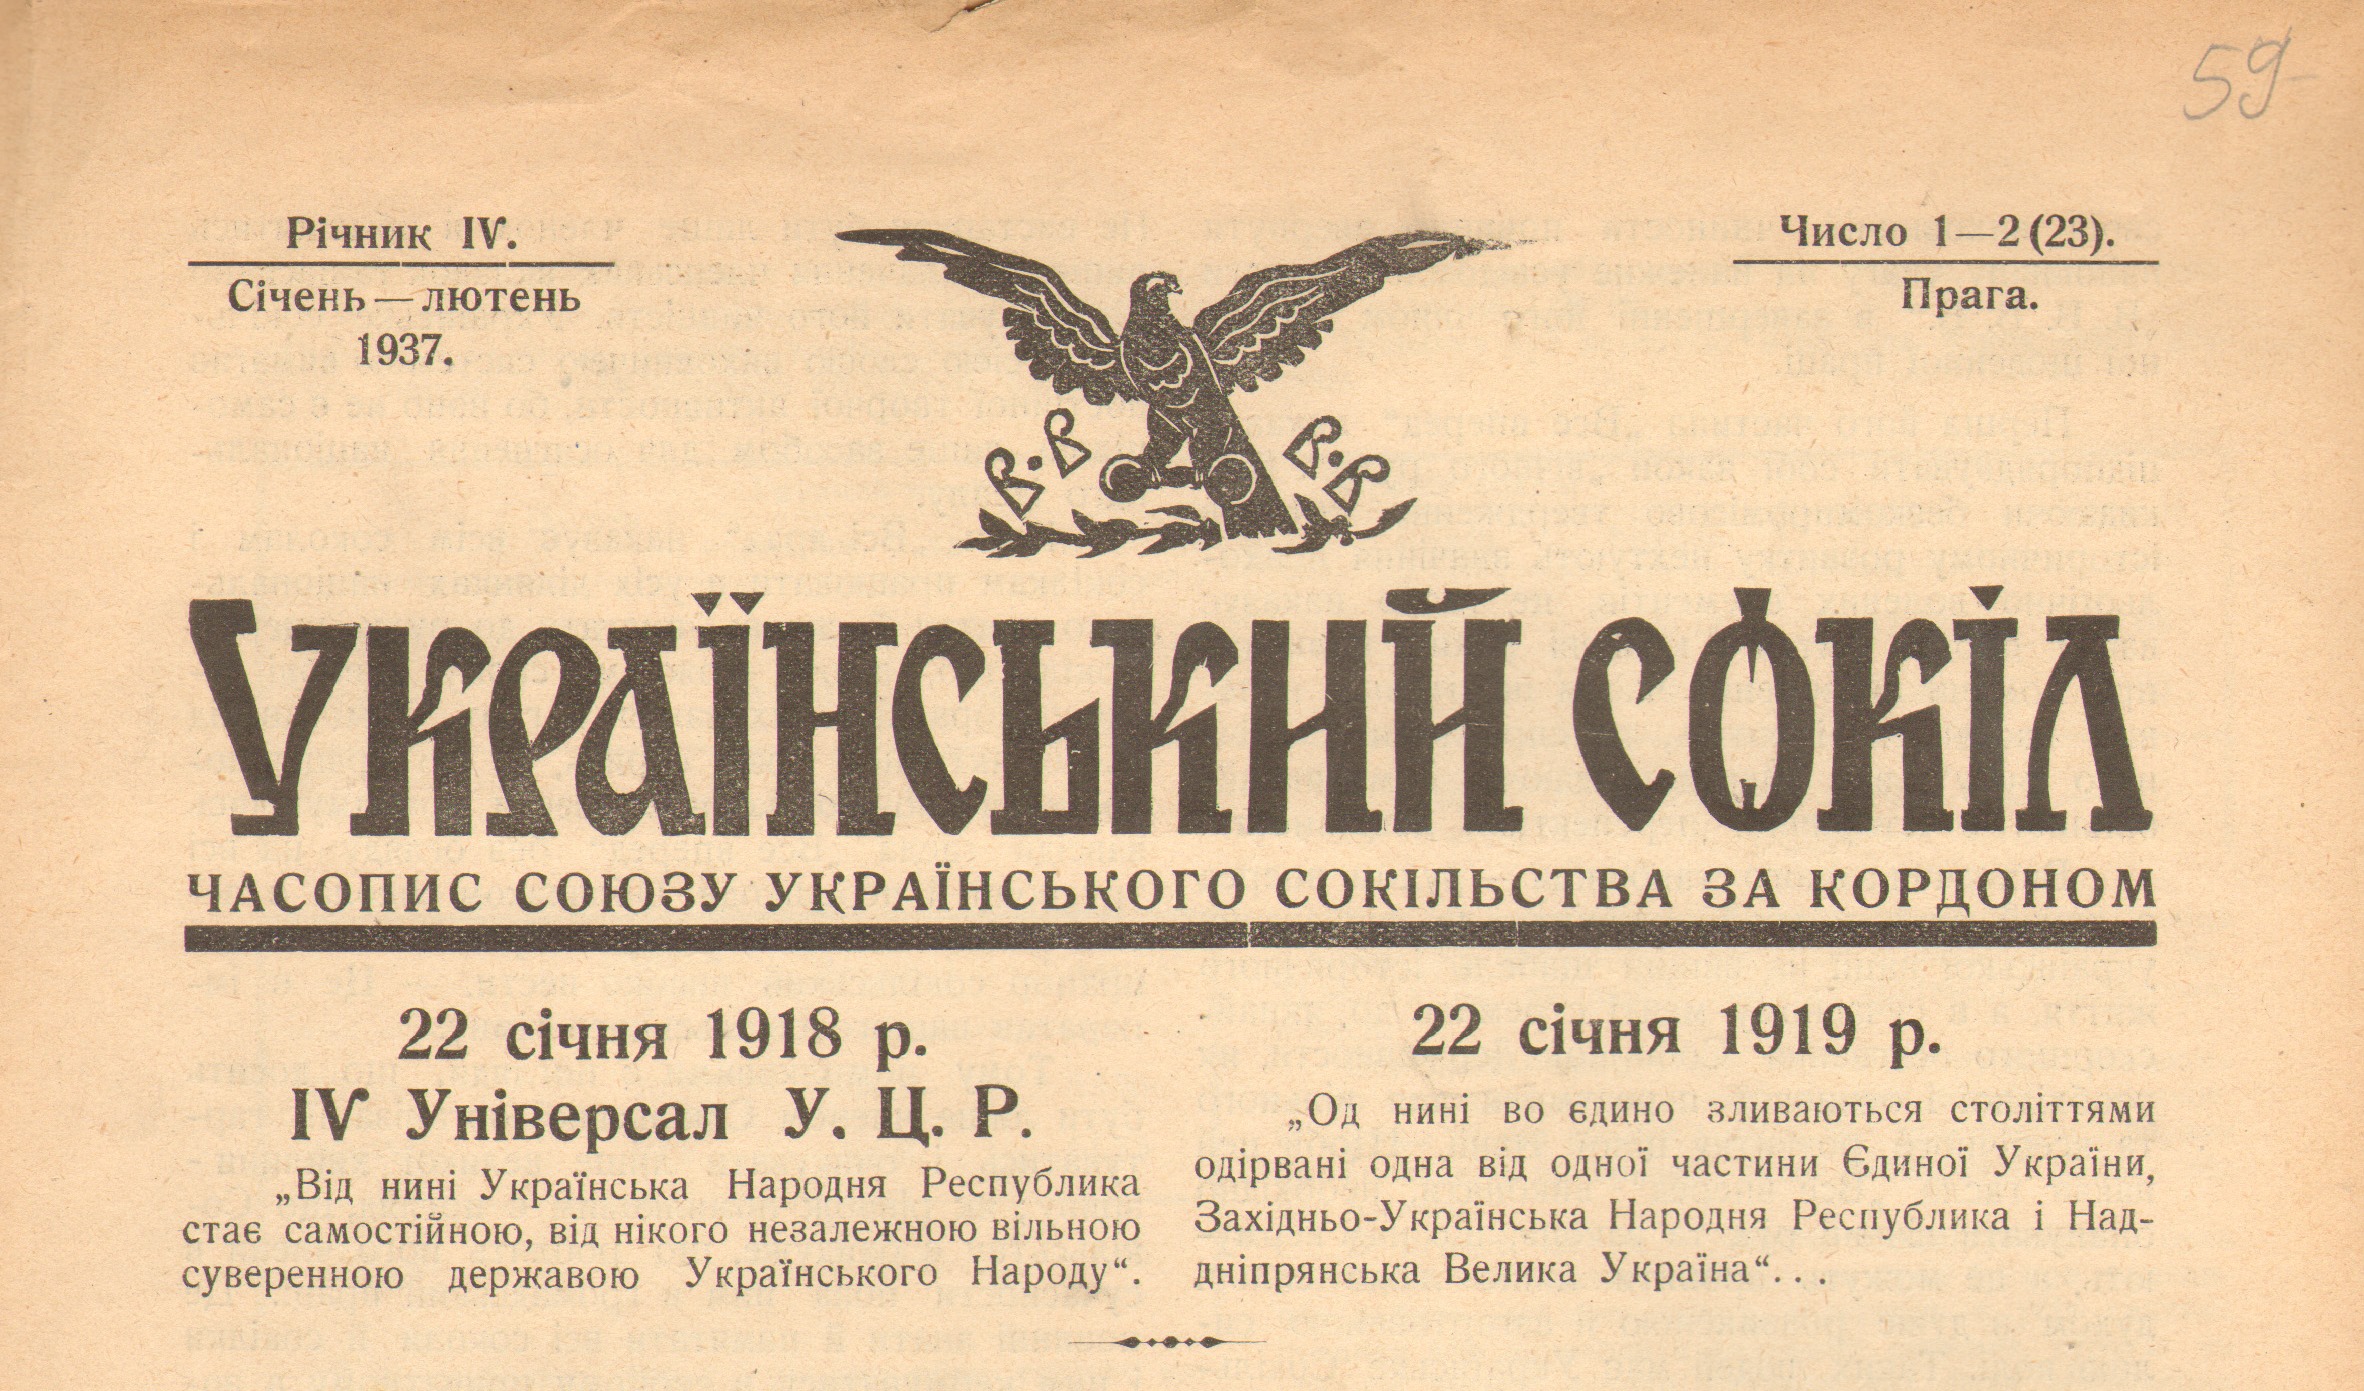 59
Річник IV.
Січень — лютень
1937.
Число 1—2 (23).
Прага.
В. В В. В
УКРАЇНСЬКИЙ СОКІЛ
ЧАСОПИС СОЮЗУ УКРАЇНСЬКОГО СОКІЛЬСТВА ЗА КОРДОНОМ
22 січня 1918 р.
IV Універсал У. Ц. Р.
„Від нині Українська Народня Республика
стає самостійною, від нікого незалежною вільною
суверенною державою Українського Народу“.
22 січня 1919 р.
„Од нині во єдино зливаються століттями
одірвані одна від одної частини Єдиної України,
Західньо-Українська Народня Республика і Над-
дніпрянська Велика Україна“. . .